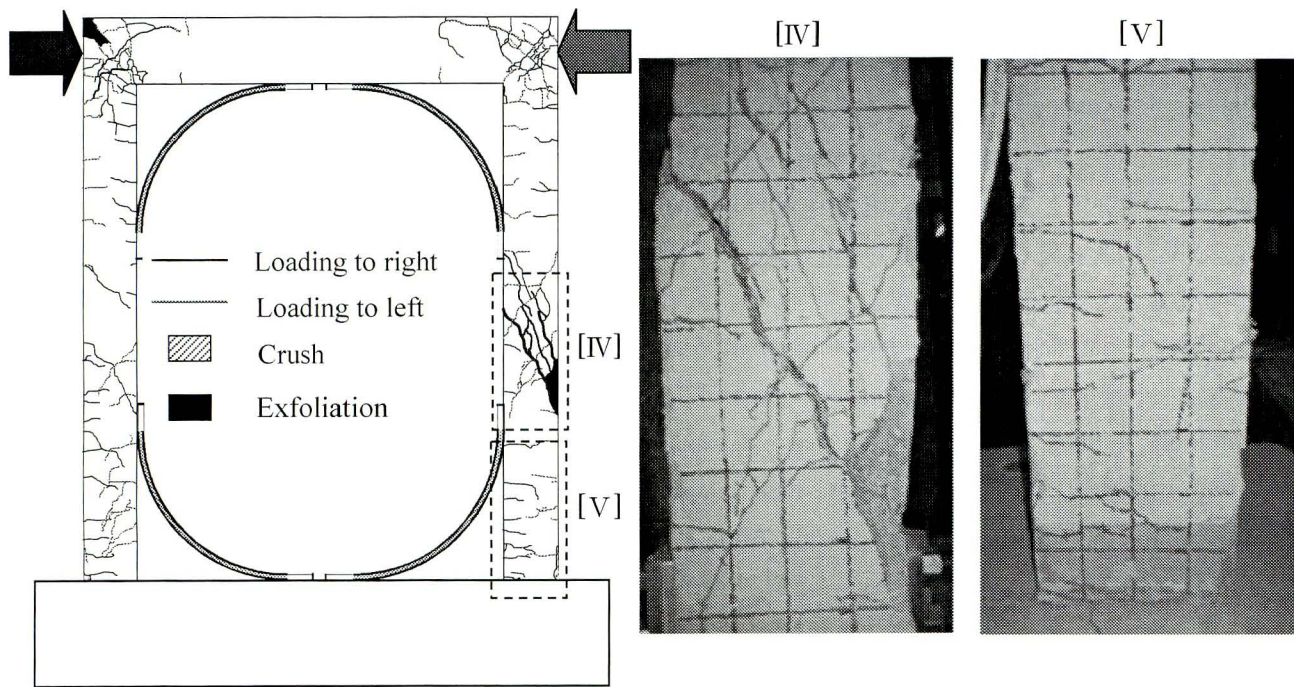 [IV]
[V]
Loading to right
Loading to left
Crush
Exfoliation
[IV]
[V]